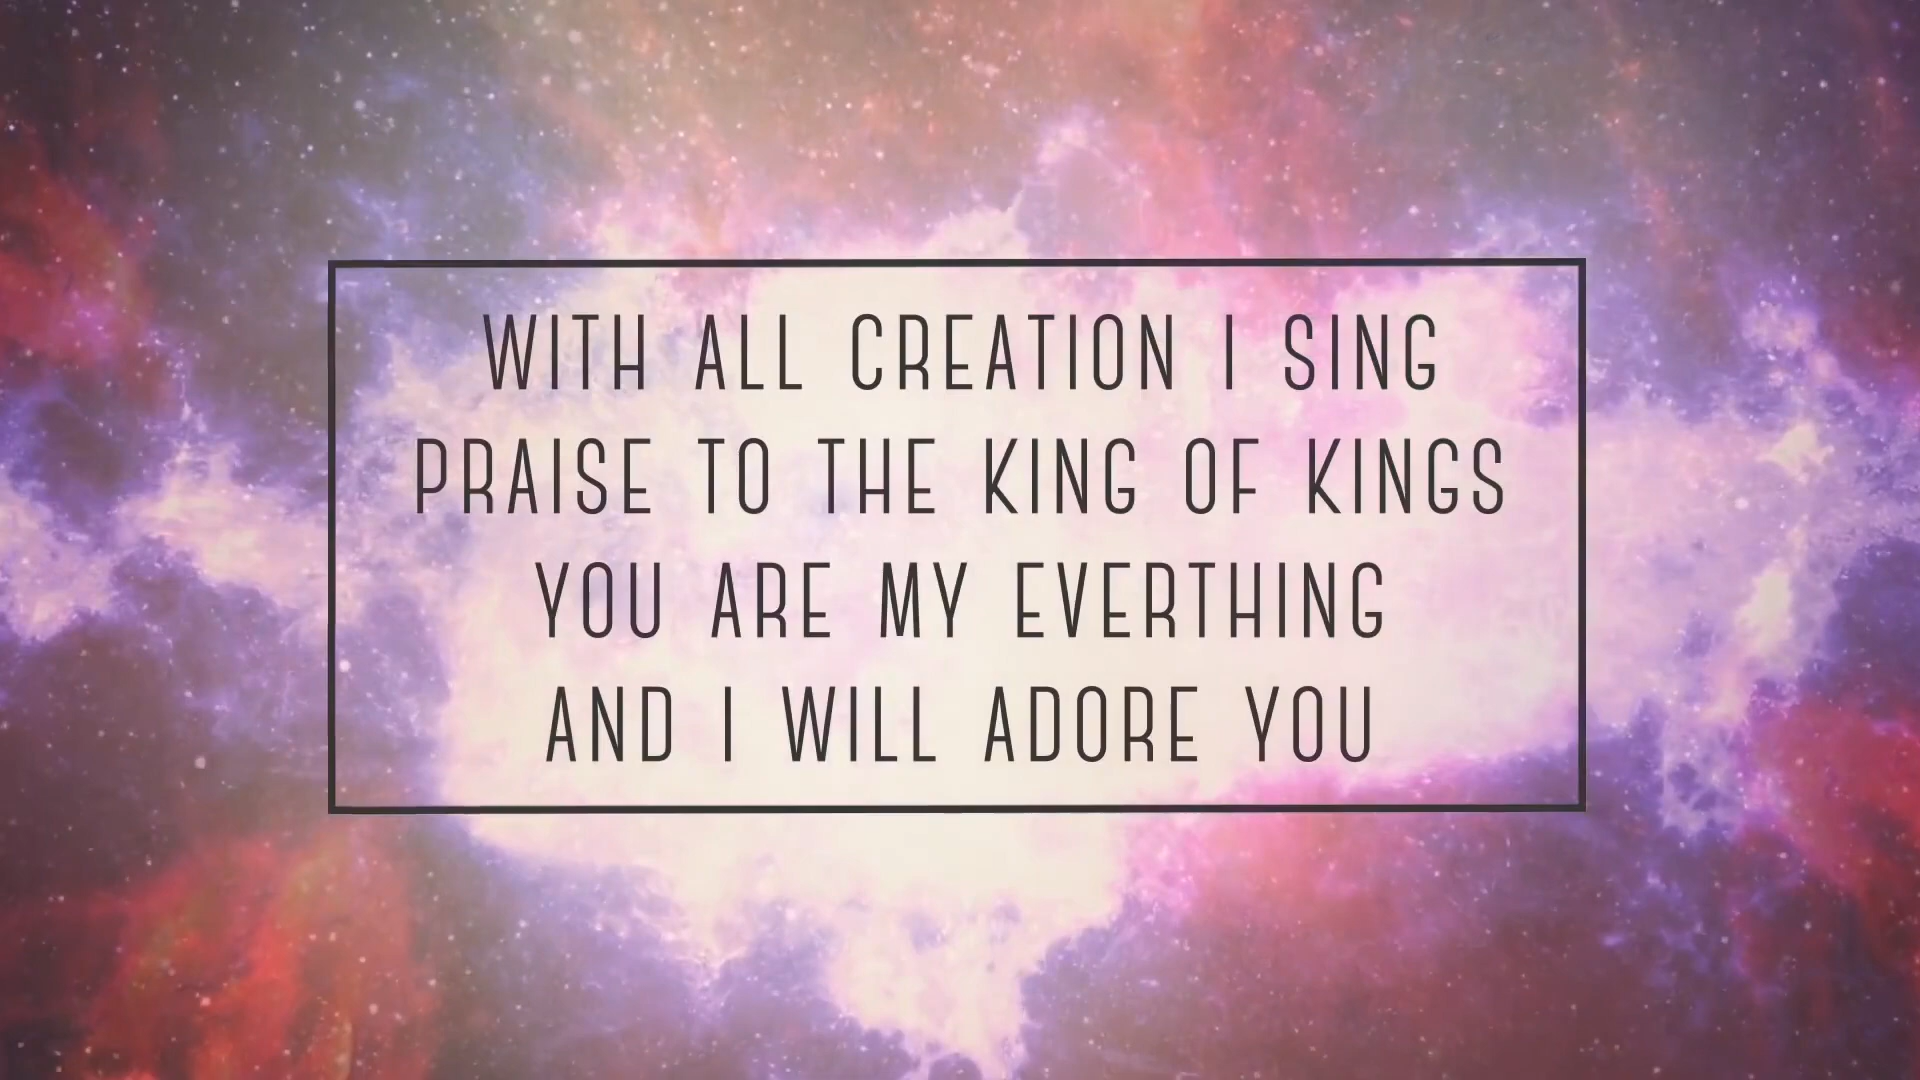 WITH ALL CREATION I SING
PRAISE TO THE KING OF KINGS
YOU ARE MY EVERTHING
AND I WILL ADORE YOU